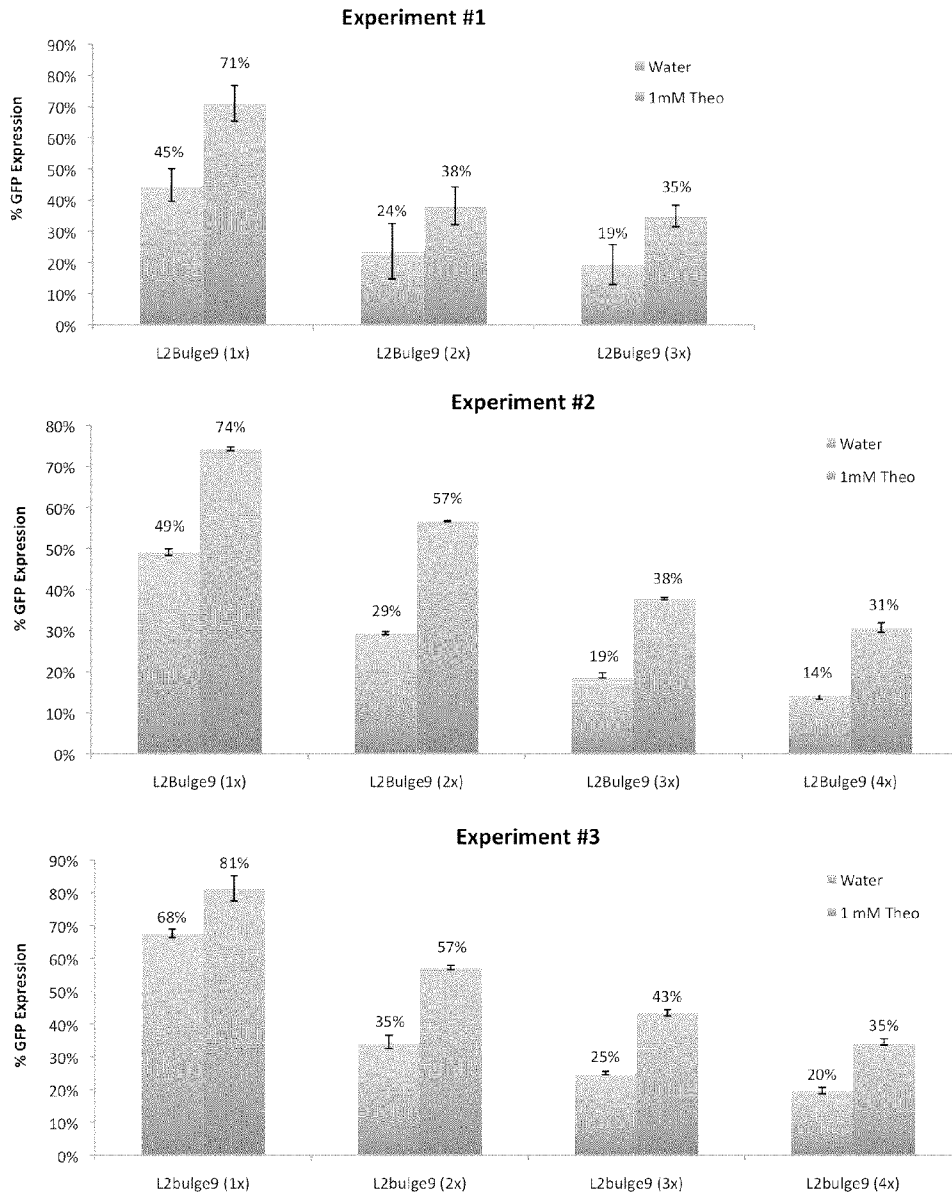 Experiment #1
% GFP Expression
90%
80%
70%
60%
50%
40%
30%
20%
10%
0%
45%
71%
24%
38%
19%
35%
Water
1mM Theo
L2Bulge9 (1x)
L2Bulge9 (2x)
L2Bulge9 (3x)
Experiment #2
% GFP Expression
80%
70%
60%
50%
40%
30%
20%
10%
0%
49%
74%
29%
57%
19%
38%
14%
31%
Water
1mM Theo
L2Bulge9 (1x)
L2Bulge9 (2x)
L2Bulge9 (3x)
L2Bulge9 (4x)
Experiment #3
% GFP Expression
90%
80%
70%
60%
50%
40%
30%
20%
10%
0%
68%
81%
35%
57%
25%
43%
20%
35%
Water
1 mM Theo
L2bulge9 (1x)
L2bulge9 (2x)
L2bulge9 (3x)
L2bulge9 (4x)